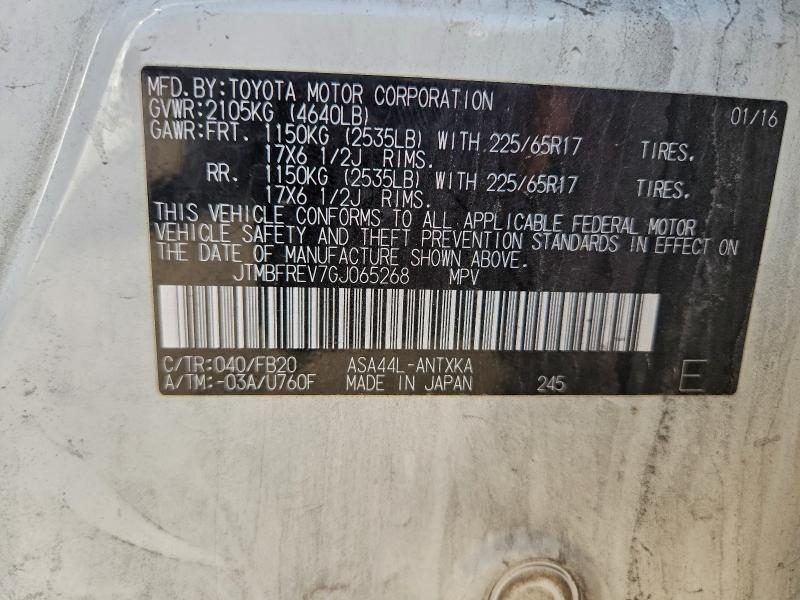 MFD. BY: TOYOTA MOTOR CORPORATION 01/16
GVWR: 2105KG (4640LB)
GAWR: FRT. 1150KG (2535LB) WITH 225/65R17 TIRES.
17X6 1/2J RIMS.
RR. 1150KG (2535LB) WITH 225/65R17 TIRES.
17X6 1/2J RIMS.
THIS VEHICLE CONFORMS TO ALL APPLICABLE FEDERAL MOTOR
VEHICLE SAFETY AND THEFT PREVENTION STANDARDS IN EFFECT ON
THE DATE OF MANUFACTURE SHOWN ABOVE.
JTMBFREV7GJ065268 MPV
C/TR: 040/FB20 ASA44L-ANTXKA
A/TM: -03A/U760F MADE IN JAPAN 245 E